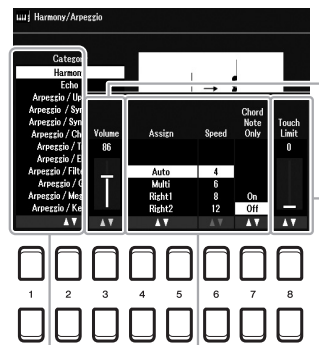 Harmony/Arpeggio
Categor
Harmon
Echo
Arpeggio / Up
Arpeggio / Syn
Arpeggio / Syn
Arpeggio / Ch
Arpeggio / T
Arpeggio / E
Arpeggio / Filte
Arpeggio / C
Arpeggio / Meg
Arpeggio / Ke
Volume
86
Assign
Auto
Multi
Right1
Right2
Speed
4
6
8
12
Chord
Note
Only
On
Off
Touch
Limit
0
1 2 3 4 5 6 7 8